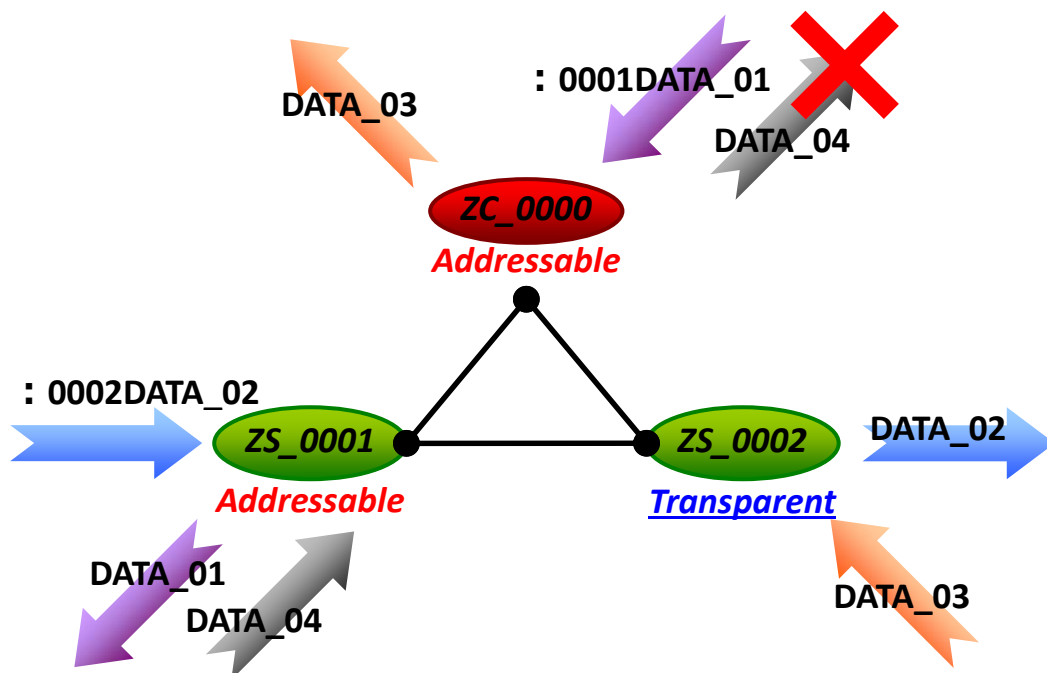 : 0001DATA_01
DATA_03
DATA_04
ZC_0000
Addressable
: 0002DATA_02
ZS_0001
ZS_0002
DATA_02
Addressable
Transparent
DATA_01
DATA_04
DATA_03